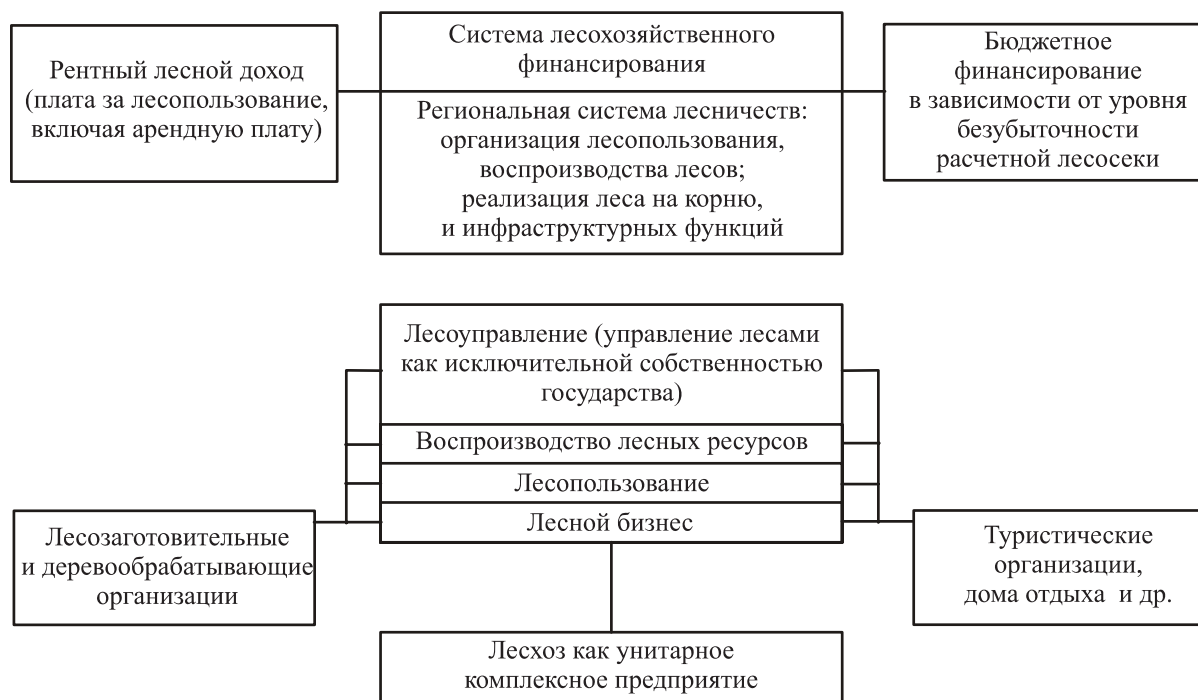 Рентный лесной доход
(плата за лесопользование,
включая арендную плату)
Система лесохозяйственного
финансирования
Региональная система лесничеств:
организация лесопользования,
воспроизводства лесов;
реализация леса на корню,
и инфраструктурных функций
Бюджетное
финансирование
в зависимости от уровня
безубыточности
расчетной лесосеки
Лесоуправление (управление лесами
как исключительной собственностью
государства)
Воспроизводство лесных ресурсов
Лесопользование
Лесной бизнес
Лесозаготовительные
и деревообрабатывающие
организации
Туристические
организации,
дома отдыха и др.
Лесхоз как унитарное
комплексное предприятие